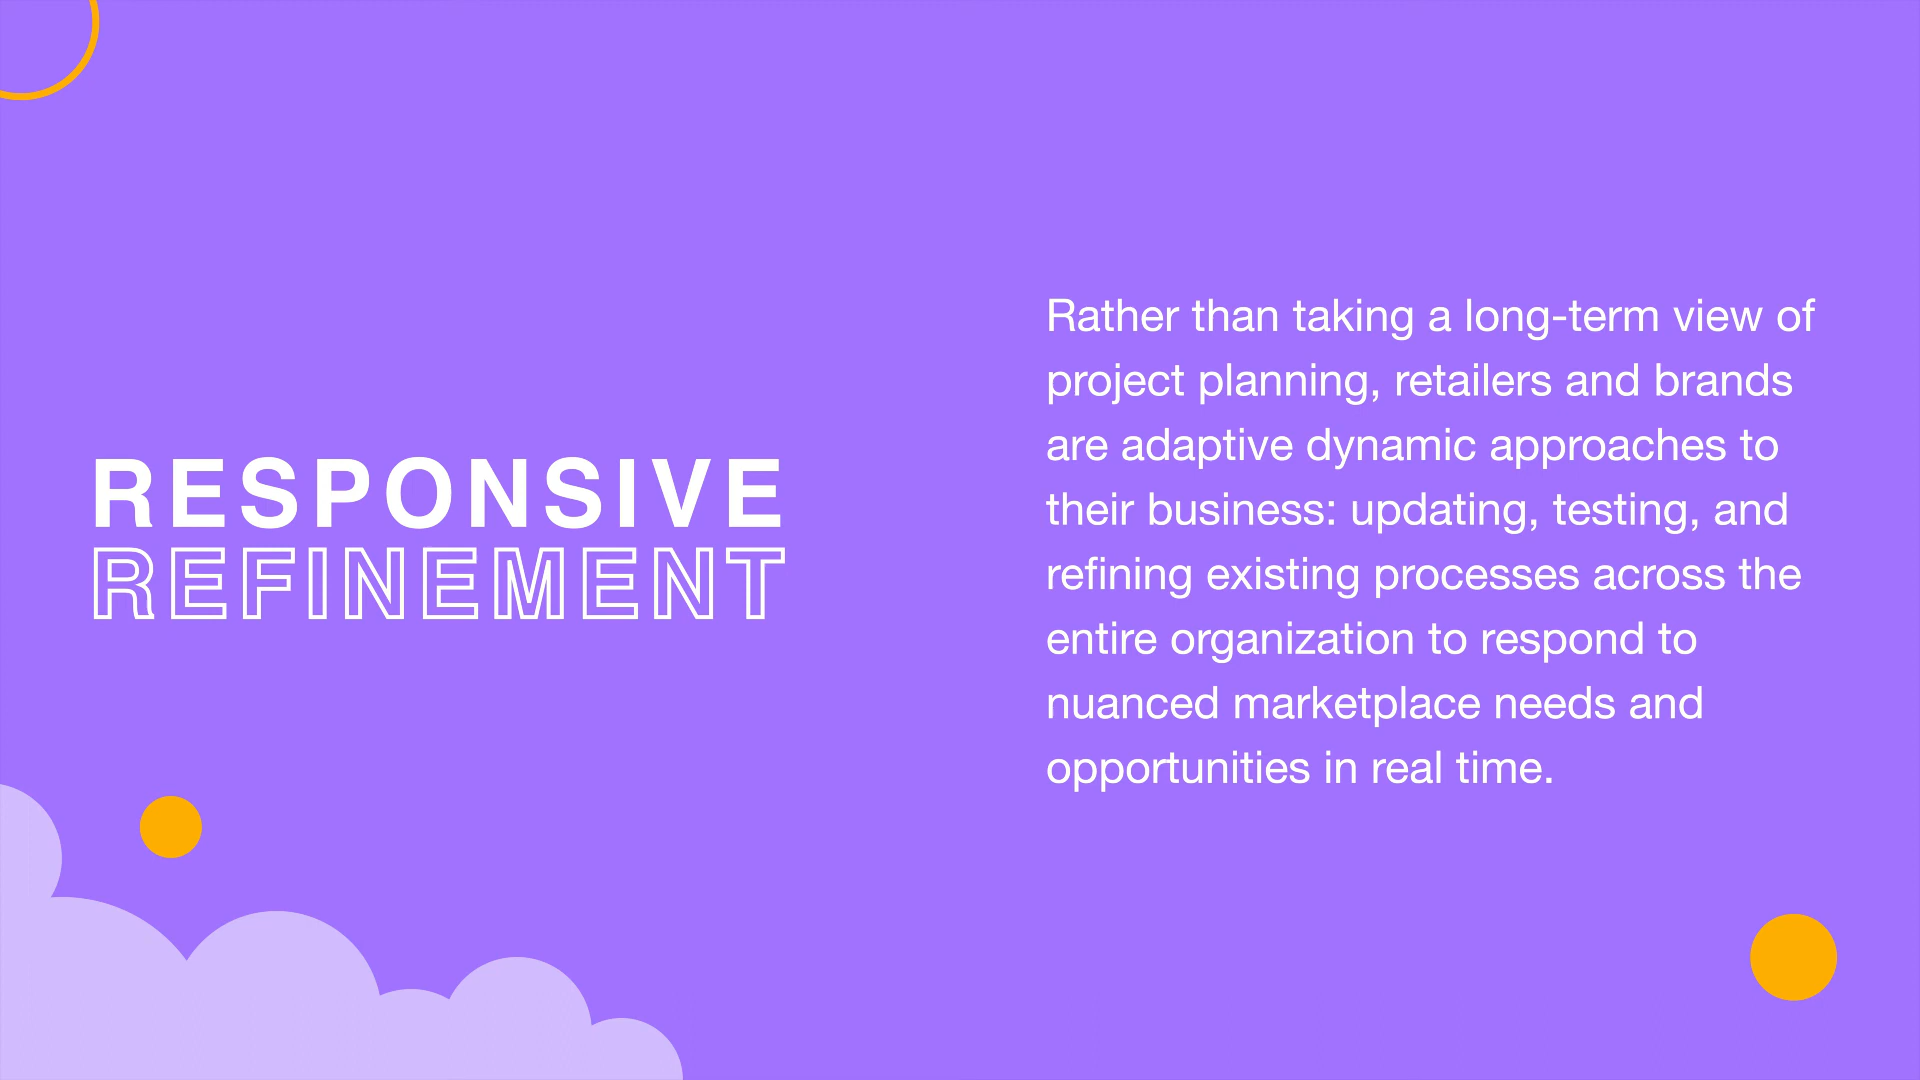 RESPONSIVE
REFINEMENT
Rather than taking a long-term view of
project planning, retailers and brands
are adaptive dynamic approaches to
their business: updating, testing, and
refining existing processes across the
entire organization to respond to
nuanced marketplace needs and
opportunities in real time.